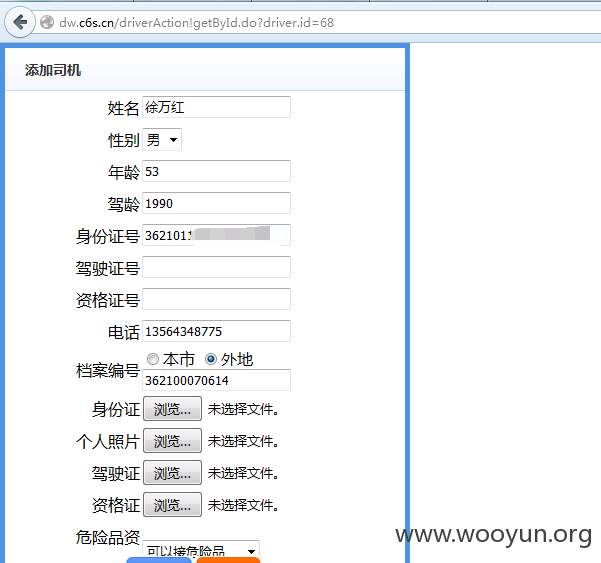 dw.c6s.cn/driverAction!getById.do?driver.id=68
添加司机
姓名 徐万红
性别 男
年龄 53
驾龄 1990
身份证号 362101
驾驶证号
资格证号
电话 13564348775
本市 外地
档案编号
362100070614
身份证 浏览... 未选择文件。
个人照片 浏览... 未选择文件。
驾驶证 浏览... 未选择文件。
资格证 浏览... 未选择文件。
危险品资
可以接危险品
www.wooyun.org